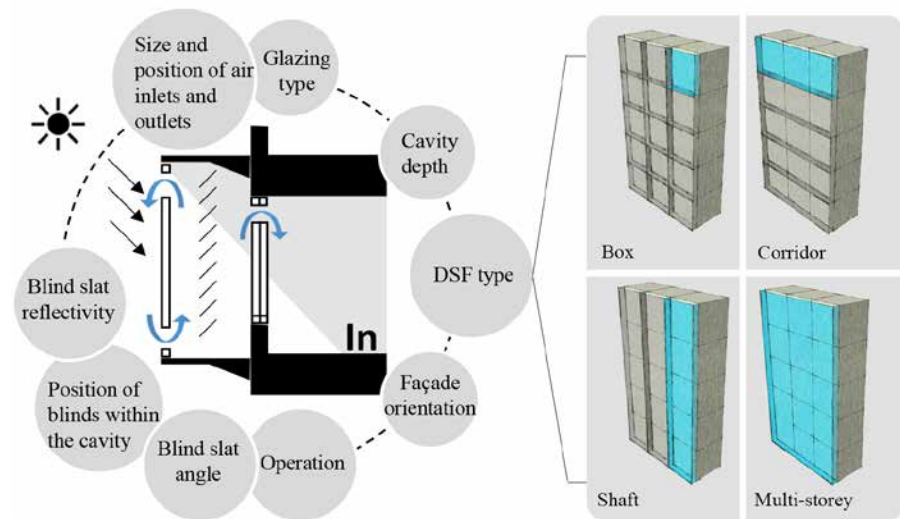 Size and
position of air
inlets and
outlets
Glazing
type
Cavity
depth
DSF type
Façade
orientation
Operation
Blind slat
angle
Position of
blinds within
the cavity
Blind slat
reflectivity
In
Box
Corridor
Shaft
Multi-storey